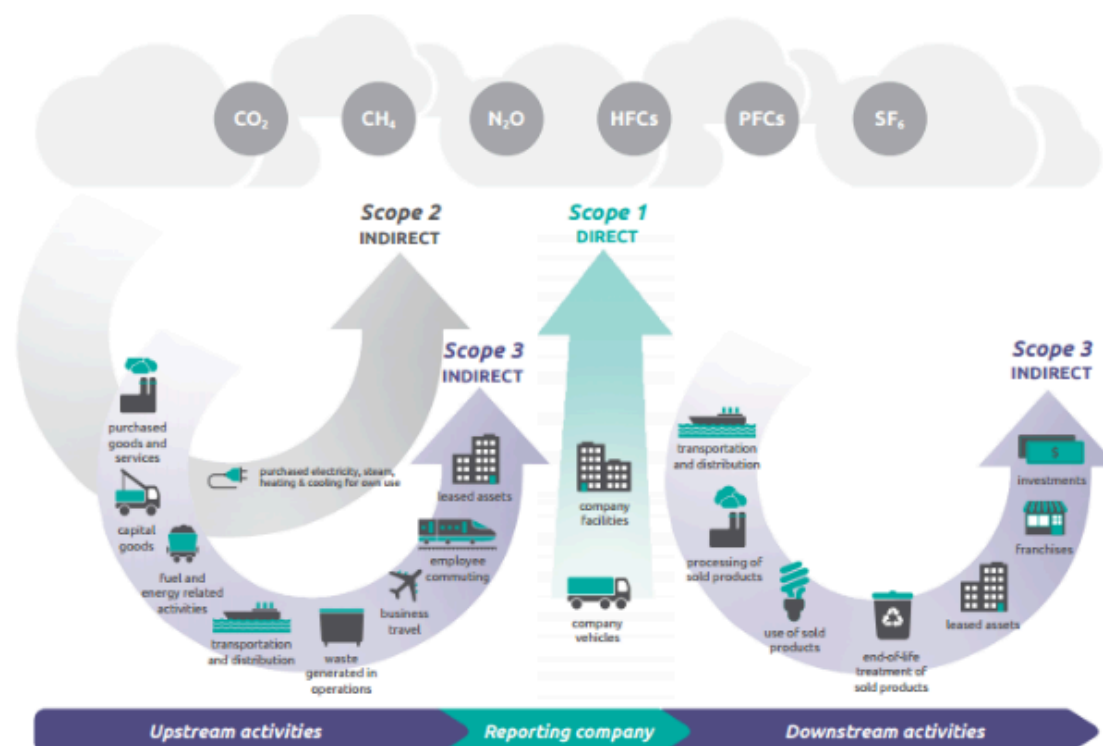 CO₂
CH₄
N₂O
HFCs
PFCs
SF₆
Scope 2
INDIRECT
Scope 1
DIRECT
Scope 3
INDIRECT
Scope 3
INDIRECT
purchased
goods and
services
capital
goods
fuel and
energy related
activities
transportation
and distribution
waste
generated in
operations
business
travel
employee
commuting
leased assets
purchased electricity, steam,
heating & cooling for own use
company
facilities
company
vehicles
transportation
and distribution
processing of
sold products
use of sold
products
end-of-life
treatment of
sold products
leased assets
franchises
investments
$
Upstream activities
Reporting company
Downstream activities